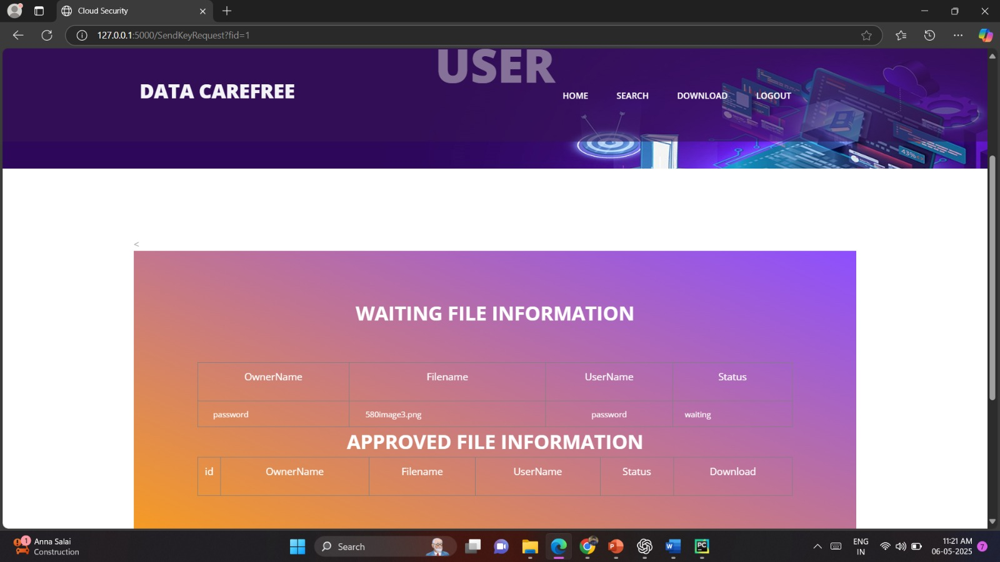 Cloud Security
127.0.0.1:5000/SendKeyRequest?fid=1
USER
DATA CAREFREE
HOME SEARCH DOWNLOAD LOGOUT
43%
<
WAITING FILE INFORMATION
OwnerName Filename UserName Status
password 580image3.png password waiting
APPROVED FILE INFORMATION
id OwnerName Filename UserName Status Download
1
Anna Salai
Construction
Search
P
W
PC
ENG
IN
11:21 AM
06-05-2025
7